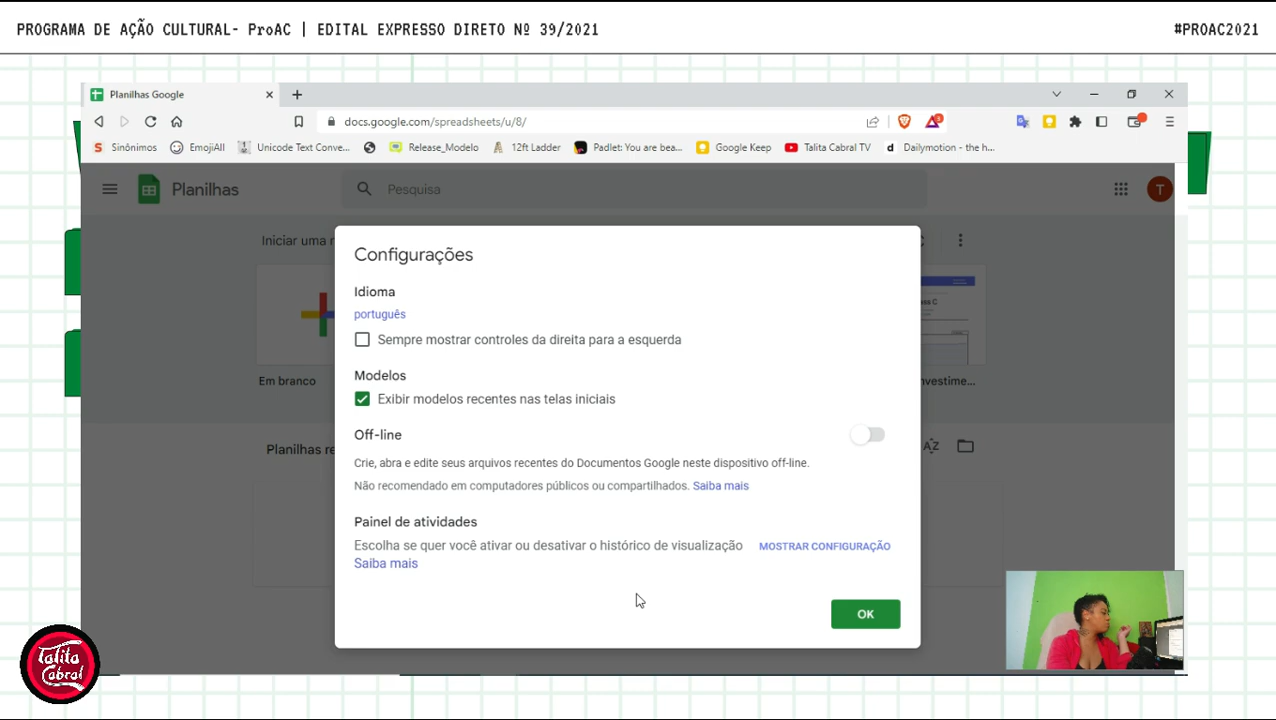 PROGRAMA DE AÇÃO CULTURAL- ProAC | EDITAL EXPRESSO DIRETO Nº 39/2021
#PROAC2021
Planilhas Google
docs.google.com/spreadsheets/u/8/
Sinônimos EmojiAll Unicode Text Conve... Release_Modelo 12ft Ladder Padlet: You are bea... Google Keep Talita Cabral TV Dailymotion - the h...
Planilhas
Pesquisa
T
Iniciar uma
Configurações
Idioma
português
Sempre mostrar controles da direita para a esquerda
Modelos
Em branco
nvestime...
Exibir modelos recentes nas telas iniciais
Off-line
Planilhas re
AZ
Crie, abra e edite seus arquivos recentes do Documentos Google neste dispositivo off-line.
Não recomendado em computadores públicos ou compartilhados. Saiba mais
Painel de atividades
Escolha se quer você ativar ou desativar o histórico de visualização
MOSTRAR CONFIGURAÇÃO
Saiba mais
OK
Talita
Cabral